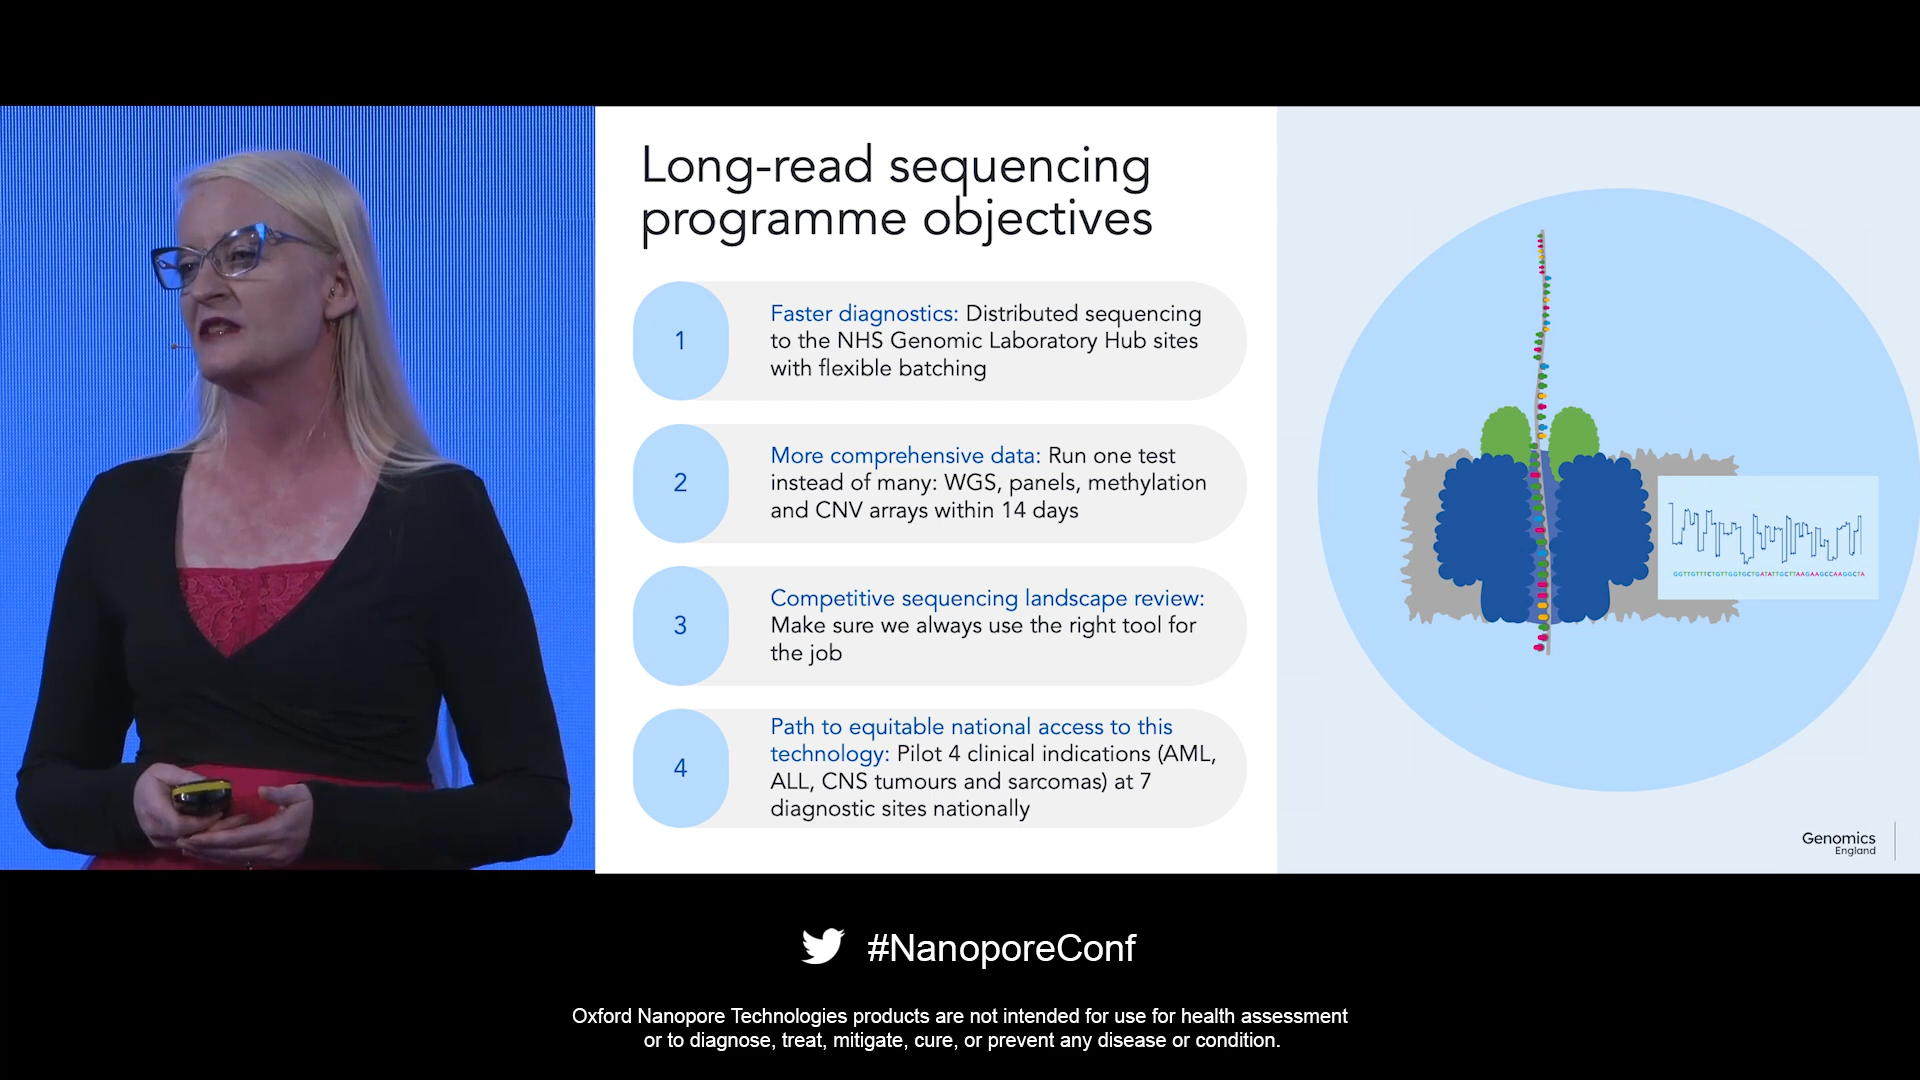 Long-read sequencing
programme objectives
1
Faster diagnostics: Distributed sequencing
to the NHS Genomic Laboratory Hub sites
with flexible batching
2
More comprehensive data: Run one test
instead of many: WGS, panels, methylation
and CNV arrays within 14 days
3
Competitive sequencing landscape review:
Make sure we always use the right tool for
the job
4
Path to equitable national access to this
technology: Pilot 4 clinical indications (AML,
ALL, CNS tumours and sarcomas) at 7
diagnostic sites nationally
GGTTGTTTCTGTTGGTGCTGATATTGCTTAAGAAGCCAAGGCTA
Genomics
England
#NanoporeConf
Oxford Nanopore Technologies products are not intended for use for health assessment
or to diagnose, treat, mitigate, cure, or prevent any disease or condition.